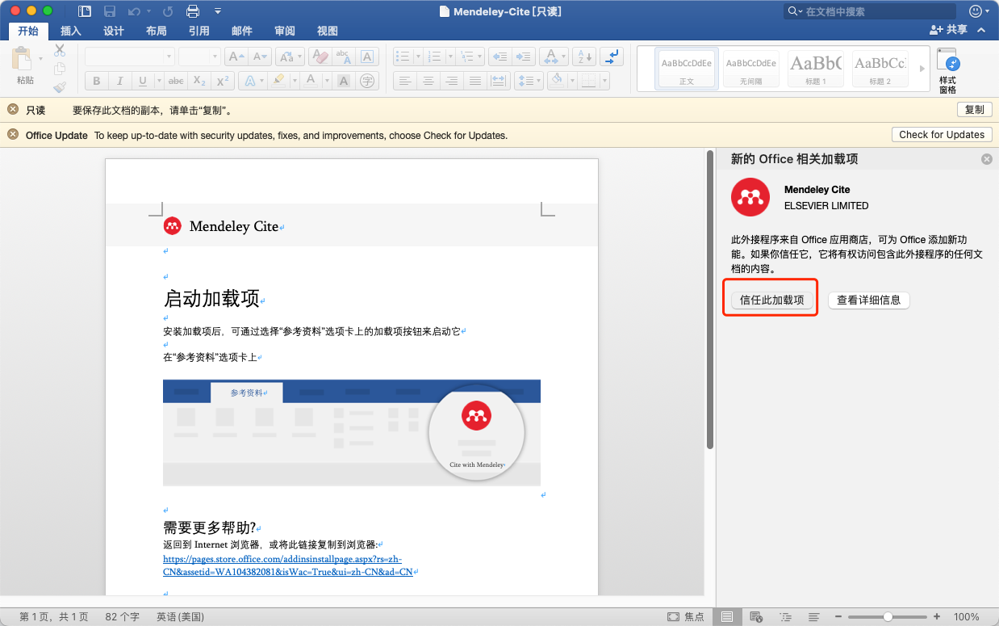 Mendeley-Cite [只读]
在文档中搜索
开始 插入 设计 布局 引用 邮件 审阅 视图
共享
粘贴
A A Aa A abc A A
A Z
B I U abc X2 X2 A A A 字
AaBbCcDdEe AaBbCcDdEe AaBbC AaBbCc
正文 无间隔 标题 1 标题 2
样式
窗格
只读 要保存此文档的副本，请单击“复制”。
复制
Office Update To keep up-to-date with security updates, fixes, and improvements, choose Check for Updates.
Check for Updates
Mendeley Cite
启动加载项
安装加载项后，可通过选择“参考资料”选项卡上的加载项按钮来启动它
在“参考资料”选项卡上
参考资料
Cite with Mendeley
需要更多帮助?
返回到 Internet 浏览器，或将此链接复制到浏览器:
https://pages.store.office.com/addinsinstallpage.aspx?rs=zh-
CN&assetid=WA104382081&isWac=True&ui=zh-CN&ad=CN
新的 Office 相关加载项
Mendeley Cite
ELSEVIER LIMITED
此外接程序来自 Office 应用商店，可为 Office 添加新功
能。如果你信任它，它将有权访问包含此外接程序的任何文
档的内容。
信任此加载项 查看详细信息
第 1 页，共 1 页 82 个字 英语 (美国)
焦点
100%